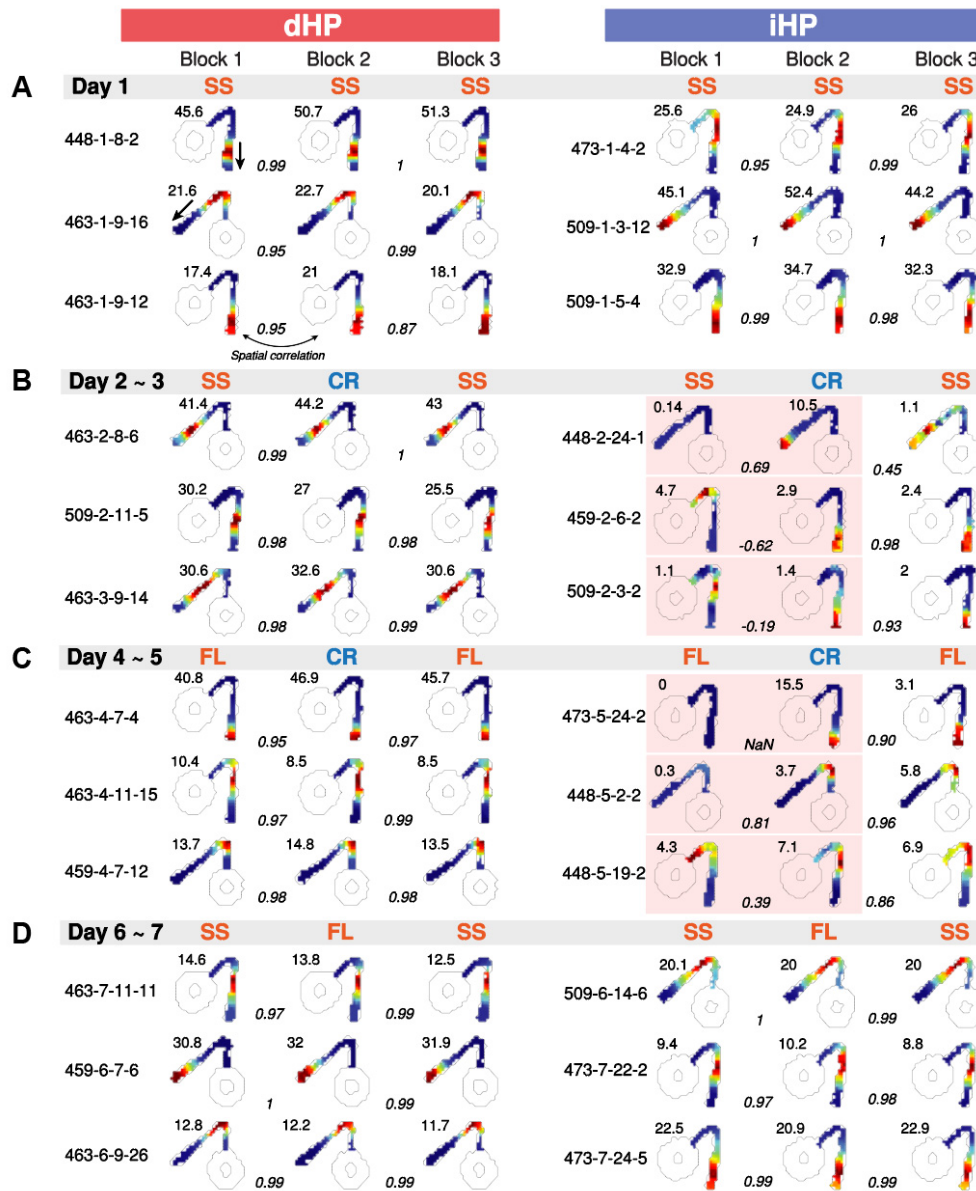 dHP iHP
Block 1 Block 2 Block 3 Block 1 Block 2 Block 3
A Day 1 SS SS SS SS SS SS
45.6 50.7 51.3 25.6 24.9 26
448-1-8-2 473-1-4-2
0.99 1 0.95 0.99
21.6 22.7 20.1 45.1 52.4 44.2
463-1-9-16 509-1-3-12
0.95 0.99 1 1
17.4 21 18.1 32.9 34.7 32.3
463-1-9-12 509-1-5-4
0.95 0.87 0.99 0.98
Spatial correlation
B Day 2 ~ 3 SS CR SS SS CR SS
41.4 44.2 43 0.14 10.5 1.1
463-2-8-6 448-2-24-1
0.99 1 0.69 0.45
30.2 27 25.5 4.7 2.9 2.4
509-2-11-5 459-2-6-2
0.98 0.98 -0.62 0.98
30.6 32.6 30.6 1.1 1.4 2
463-3-9-14 509-2-3-2
0.98 0.99 -0.19 0.93
C Day 4 ~ 5 FL CR FL FL CR FL
40.8 46.9 45.7 0 15.5 3.1
463-4-7-4 473-5-24-2
0.95 0.97 NaN 0.90
10.4 8.5 8.5 0.3 3.7 5.8
463-4-11-15 448-5-2-2
0.97 0.99 0.81 0.96
13.7 14.8 13.5 4.3 7.1 6.9
459-4-7-12 448-5-19-2
0.98 0.98 0.39 0.86
D Day 6 ~ 7 SS FL SS SS FL SS
14.6 13.8 12.5 20.1 20 20
463-7-11-11 509-6-14-6
0.97 0.99 1 0.99
30.8 32 31.9 9.4 10.2 8.8
459-6-7-6 473-7-22-2
1 0.99 0.97 0.98
12.8 12.2 11.7 22.5 20.9 22.9
463-6-9-26 473-7-24-5
0.99 0.99 0.99 0.99